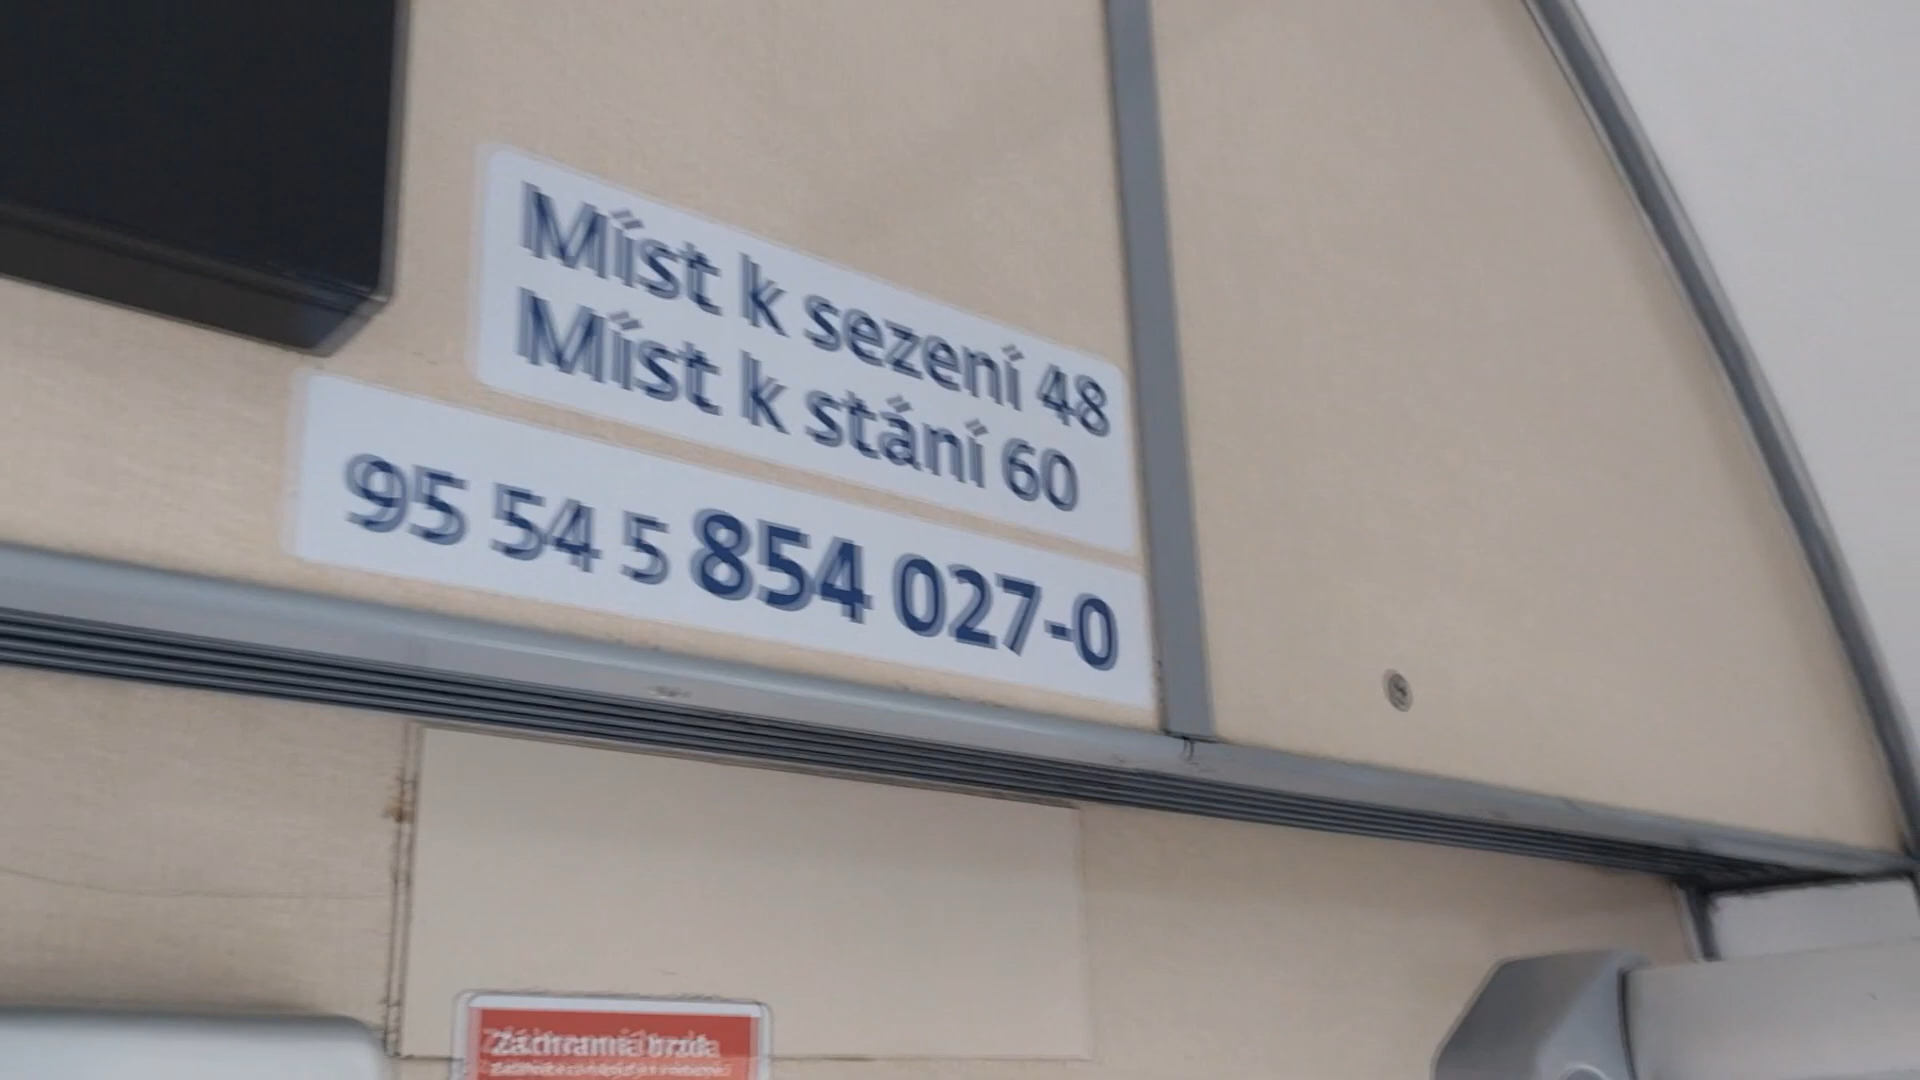 Míst k sezení 48
Míst k stání 60
95 54 5 854 027-0
Záchranná brzda